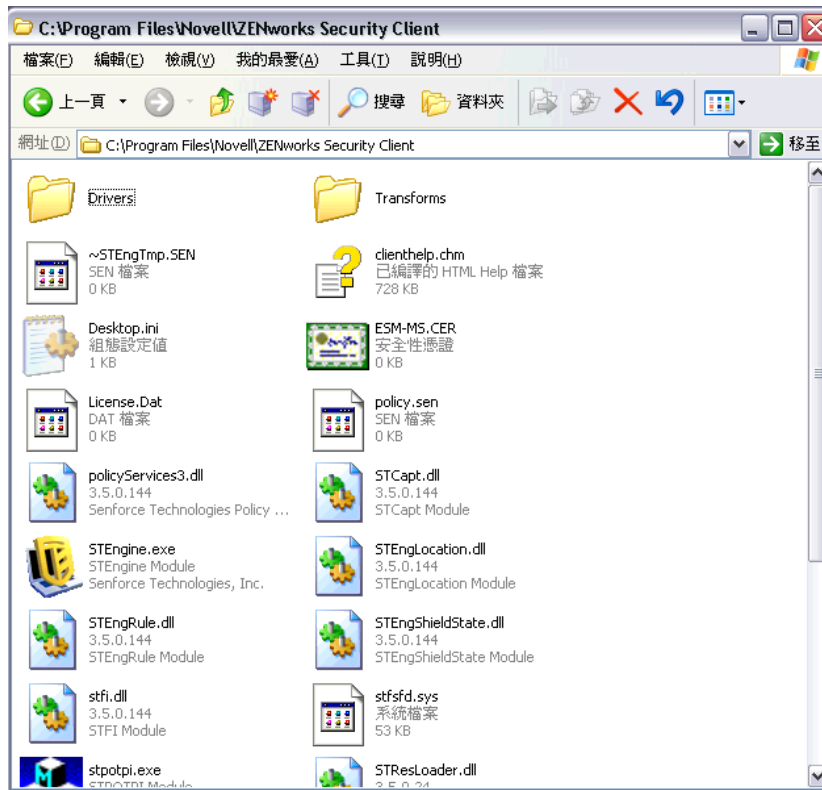 C:\Program Files\Novell\ZENworks Security Client
檔案(F) 編輯(E) 檢視(V) 我的最愛(A) 工具(T) 說明(H)
上一頁 搜尋 資料夾
網址(D) C:\Program Files\Novell\ZENworks Security Client 移至
Drivers
Transforms
~STEngTmp.SEN
SEN 檔案
0 KB
clienthelp.chm
已編譯的 HTML Help 檔案
728 KB
Desktop.ini
組態設定值
1 KB
ESM-MS.CER
安全性憑證
0 KB
License.Dat
DAT 檔案
0 KB
policy.sen
SEN 檔案
0 KB
policyServices3.dll
3.5.0.144
Senforce Technologies Policy ...
STCapt.dll
3.5.0.144
STCapt Module
STEngine.exe
STEngine Module
Senforce Technologies, Inc.
STEngLocation.dll
3.5.0.144
STEngLocation Module
STEngRule.dll
3.5.0.144
STEngRule Module
STEngShieldState.dll
3.5.0.144
STEngShieldState Module
stfi.dll
3.5.0.144
STFI Module
stfsfd.sys
系統檔案
53 KB
stpotpi.exe
STPOTPI Module
STResLoader.dll
3.5.0.24